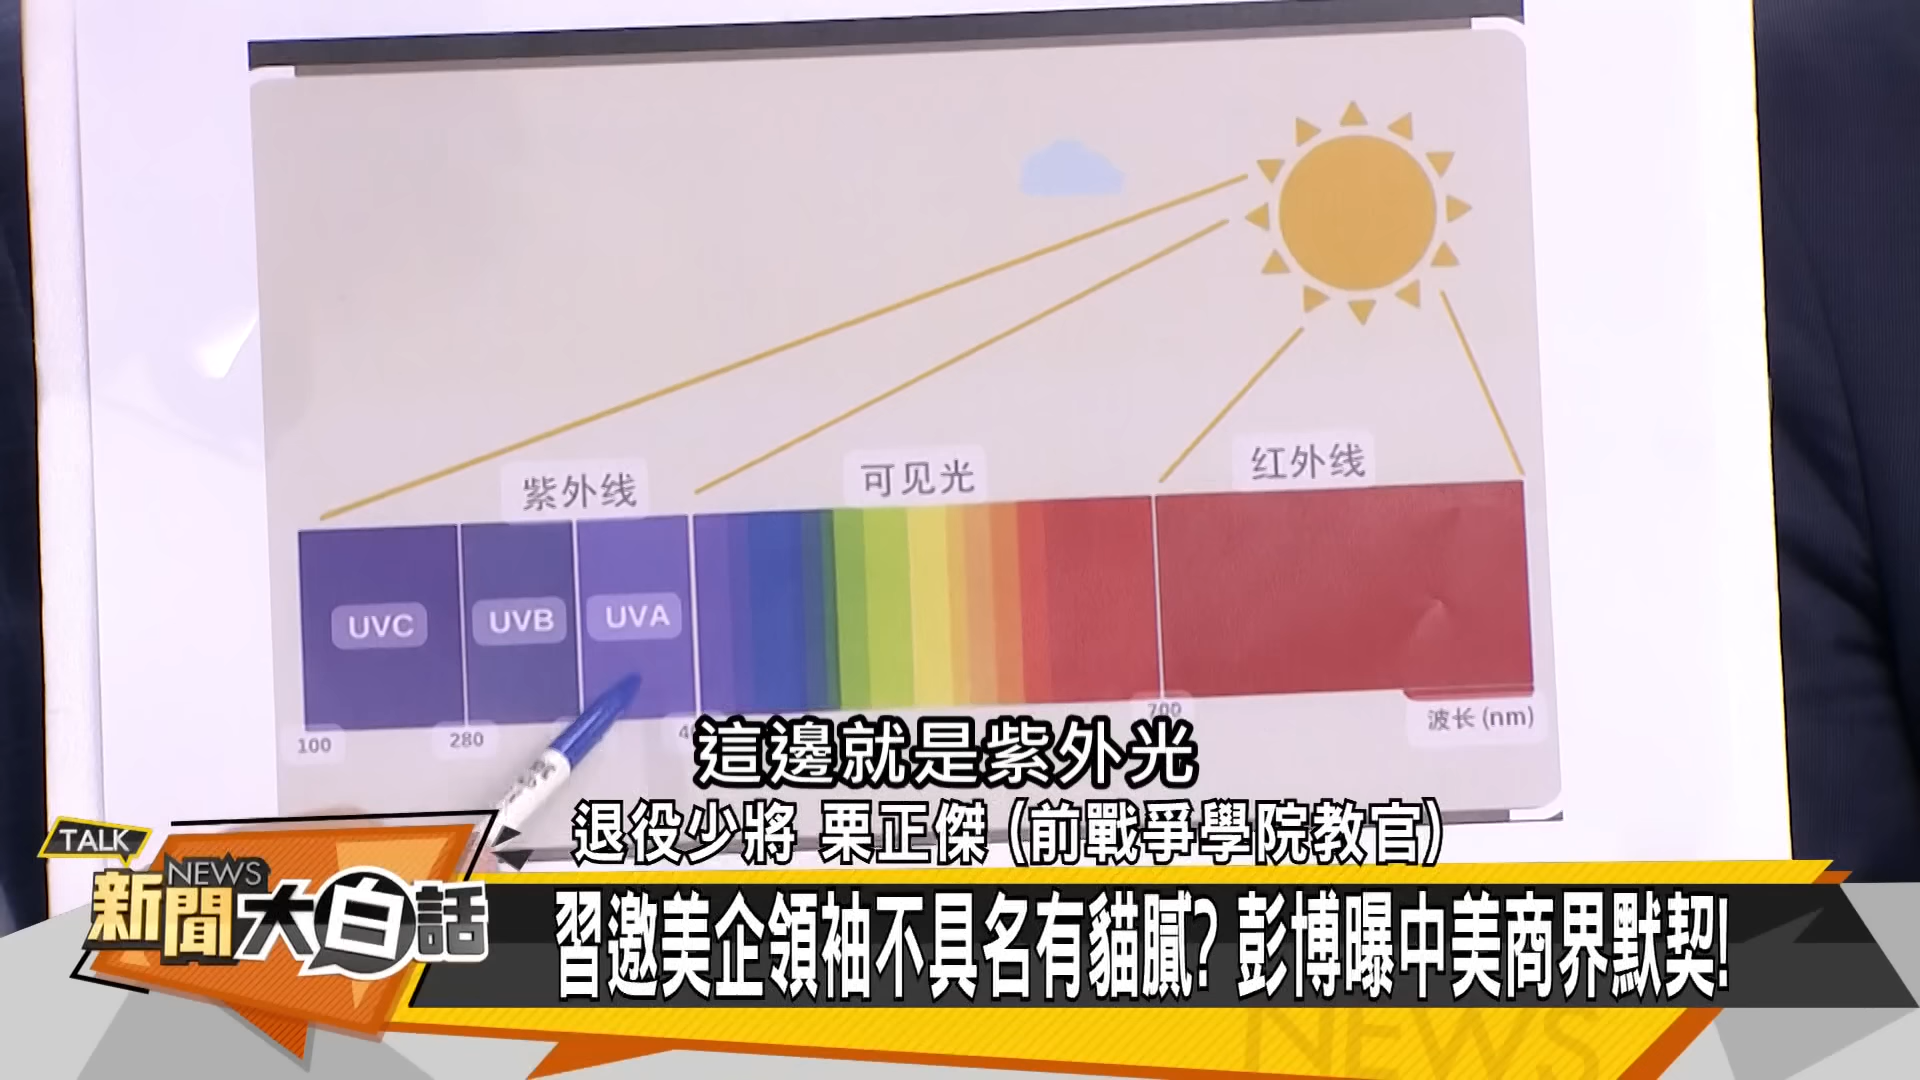 紫外线
可见光
红外线
UVC
UVB
UVA
100
280
700
波长 (nm)
這邊就是紫外光
退役少將 栗正傑 (前戰爭學院教官)
TALK
NEWS
新聞大白話
習邀美企領袖不具名有貓膩? 彭博曝中美商界默契!
NEWS